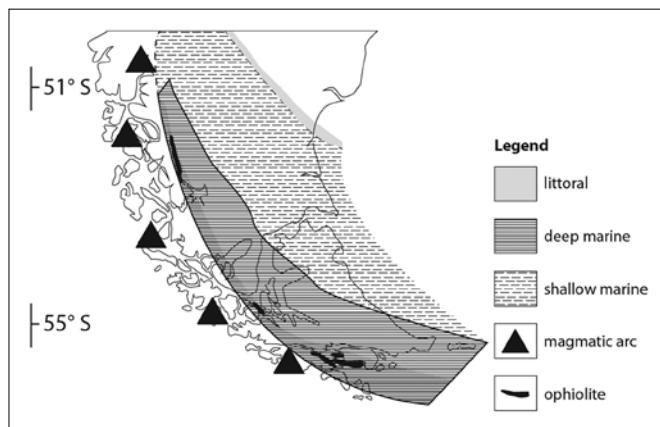 51° S
55° S
Legend
littoral
deep marine
shallow marine
magmatic arc
ophiolite